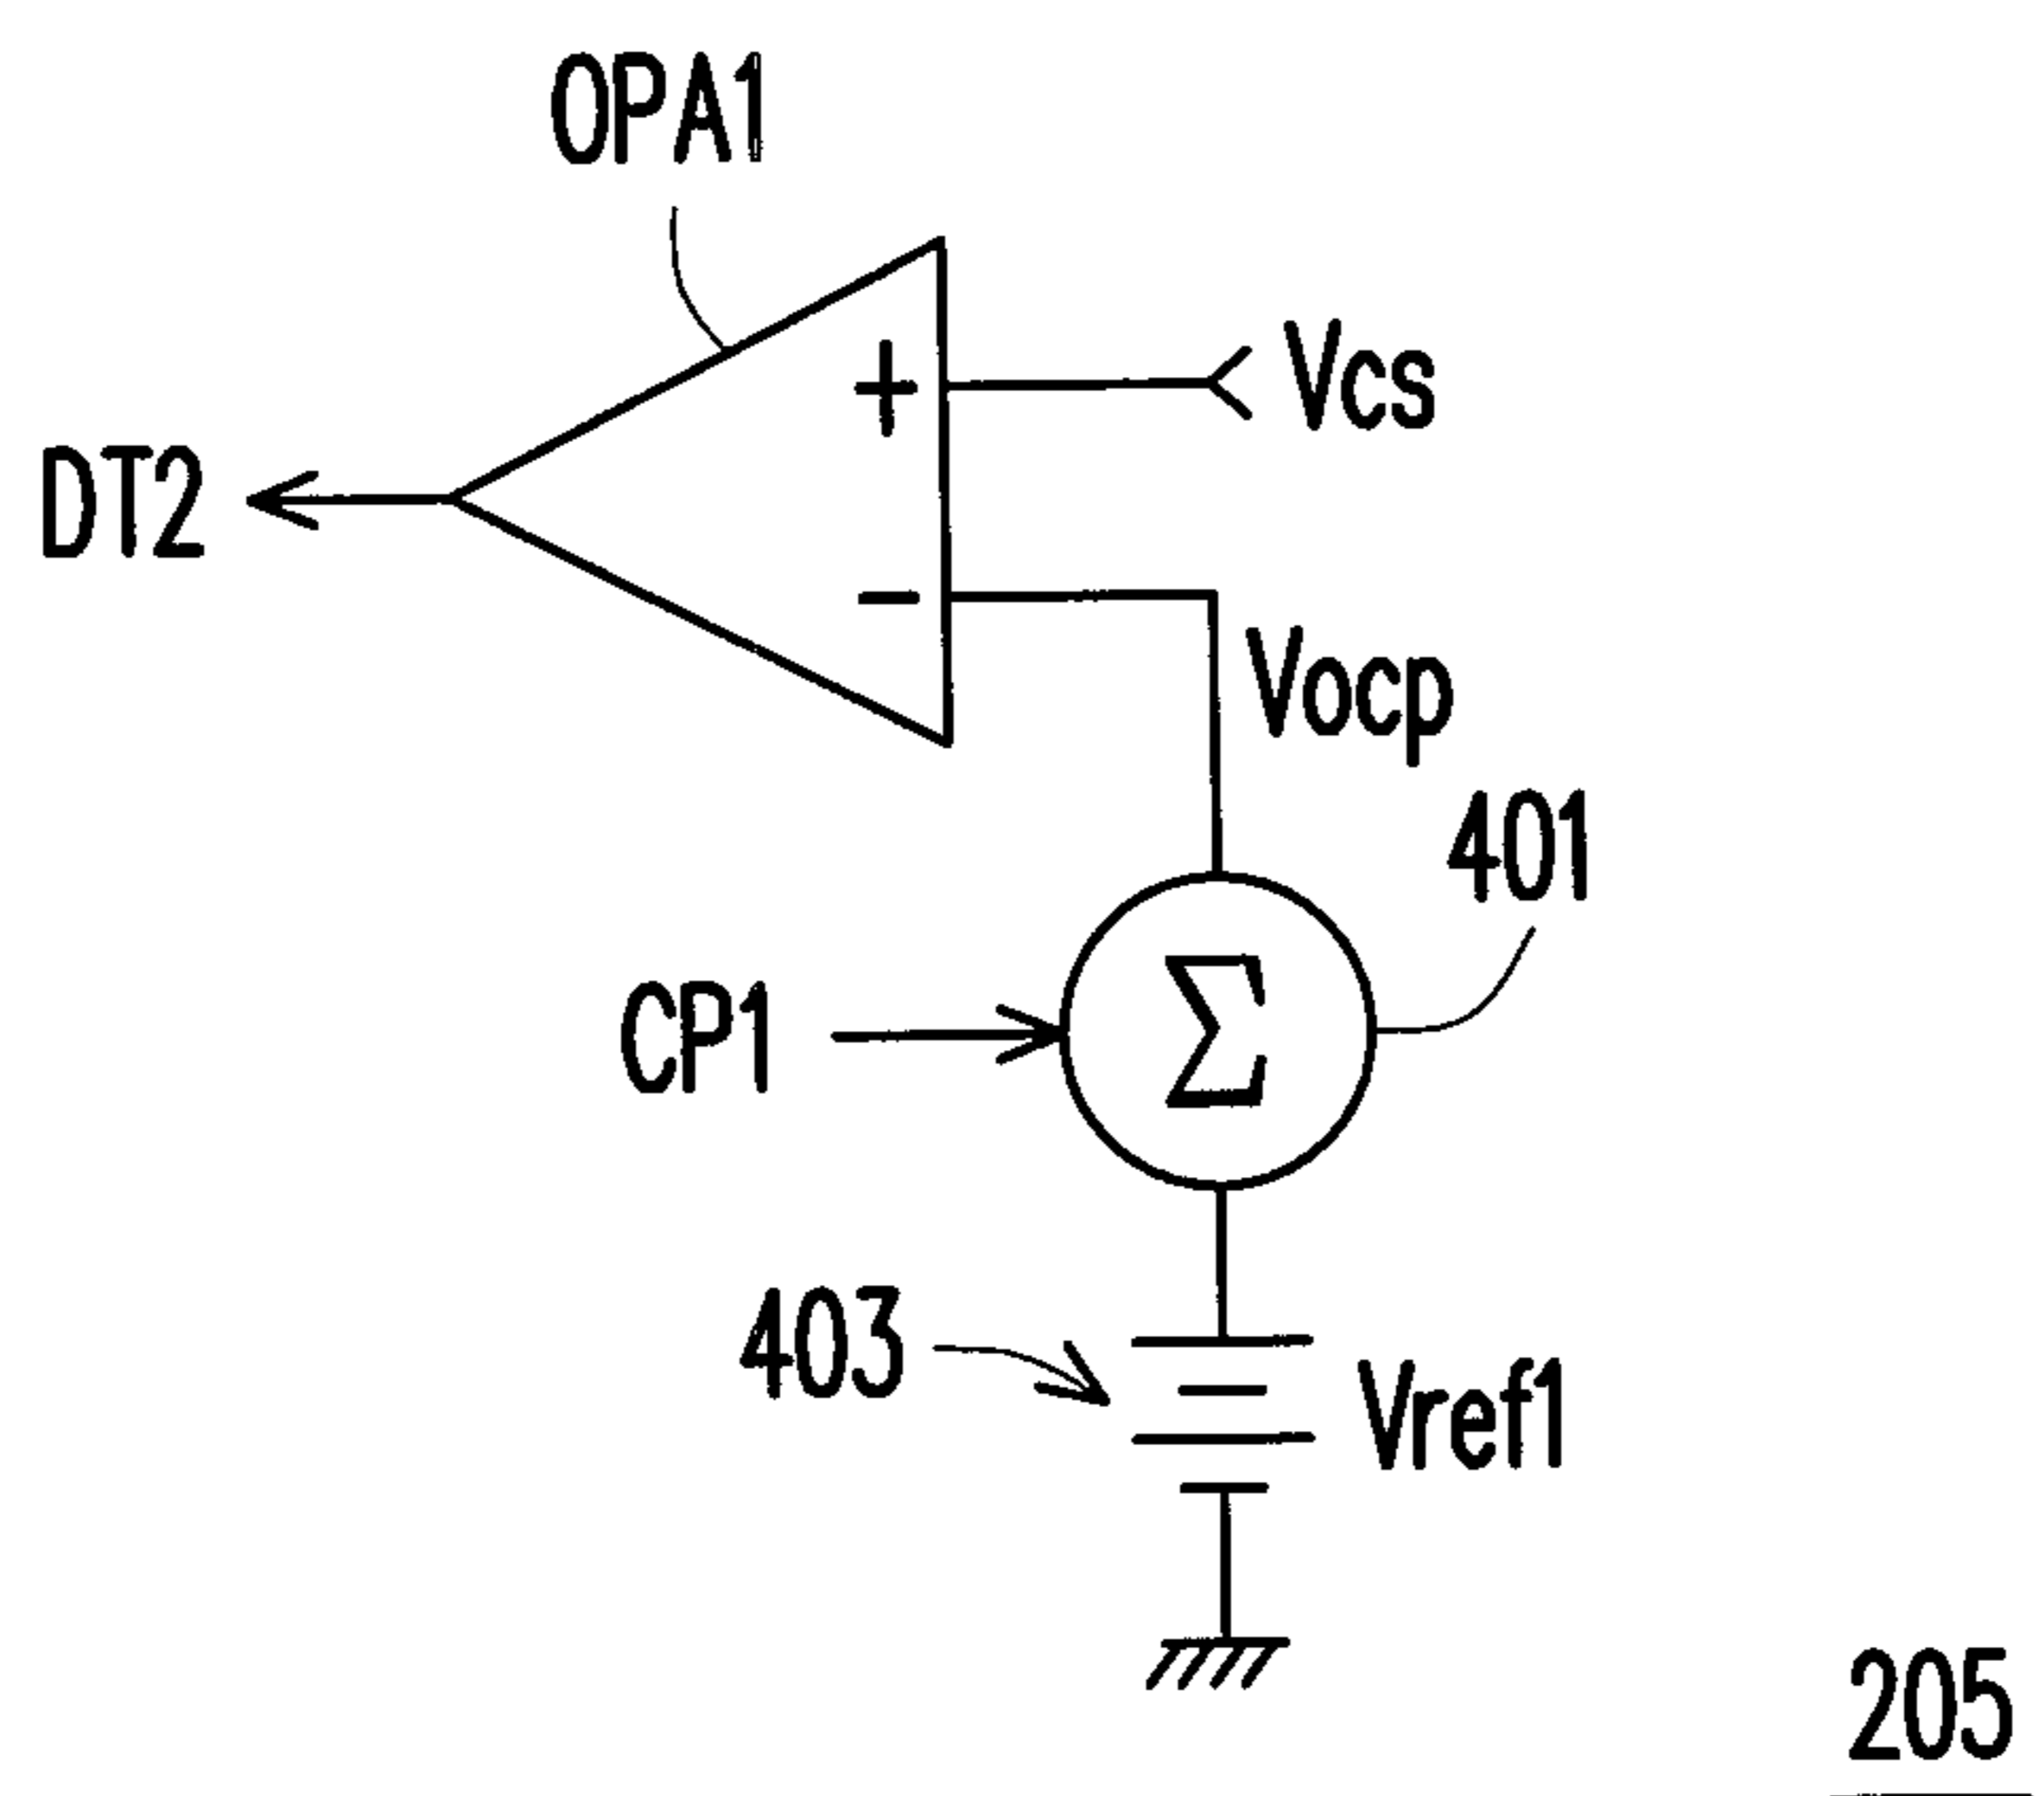 OPA1
+
Vcs
DT2
-
Vocp
401
Σ
CP1
403
Vref1
205